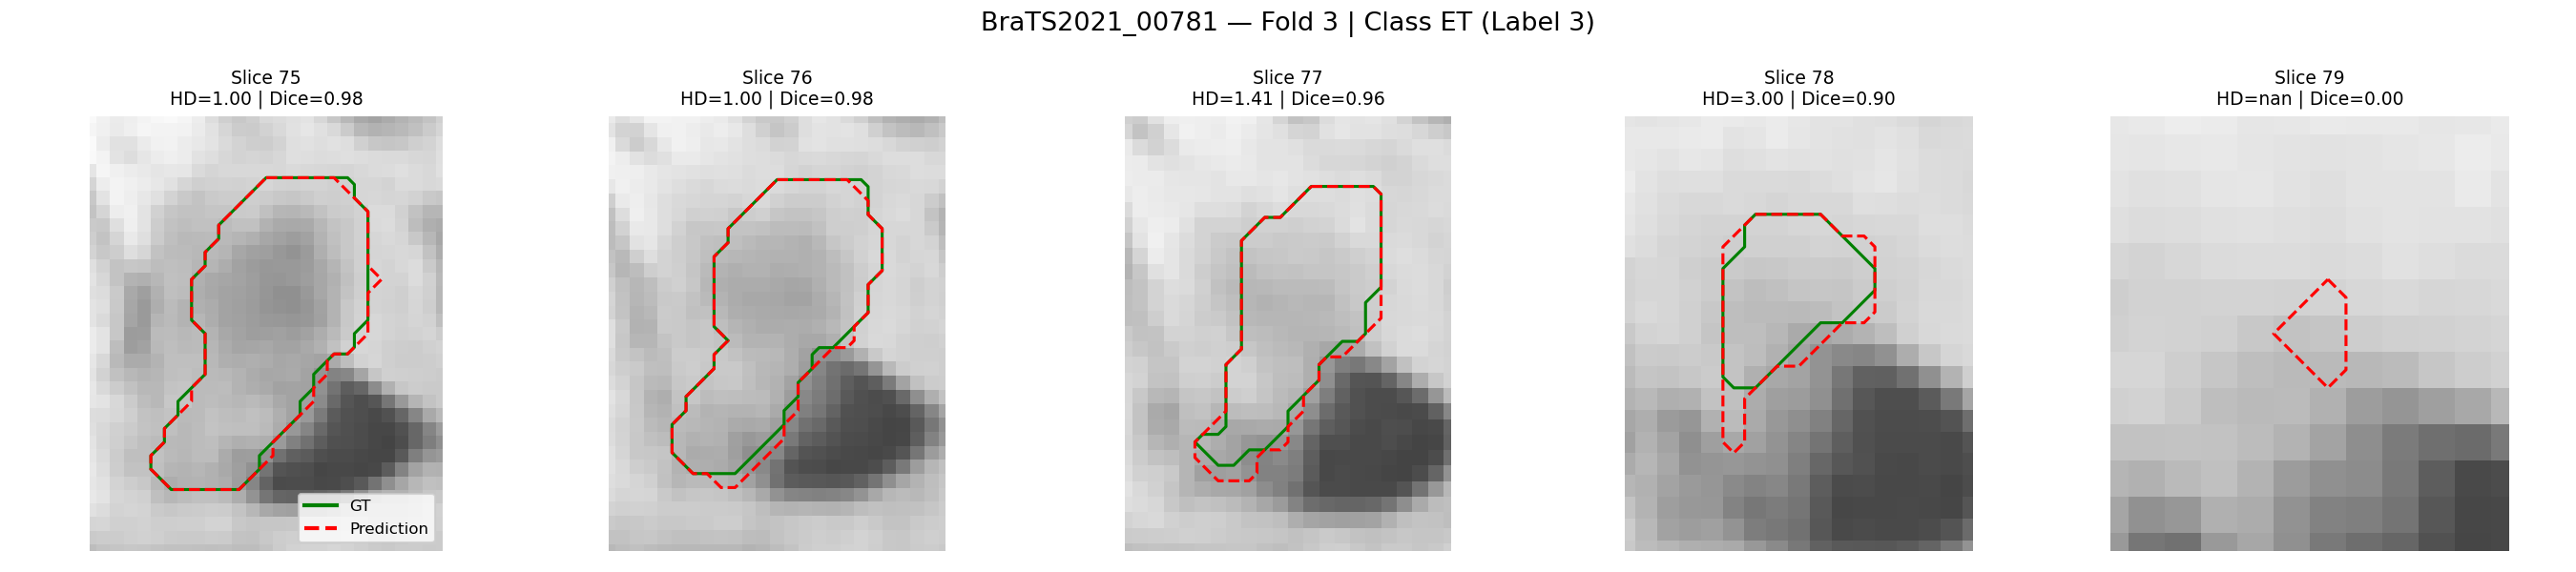 BraTS2021_00781 — Fold 3 | Class ET (Label 3)
Slice 75
HD=1.00 | Dice=0.98
Slice 76
HD=1.00 | Dice=0.98
Slice 77
HD=1.41 | Dice=0.96
Slice 78
HD=3.00 | Dice=0.90
Slice 79
HD=nan | Dice=0.00
GT
Prediction